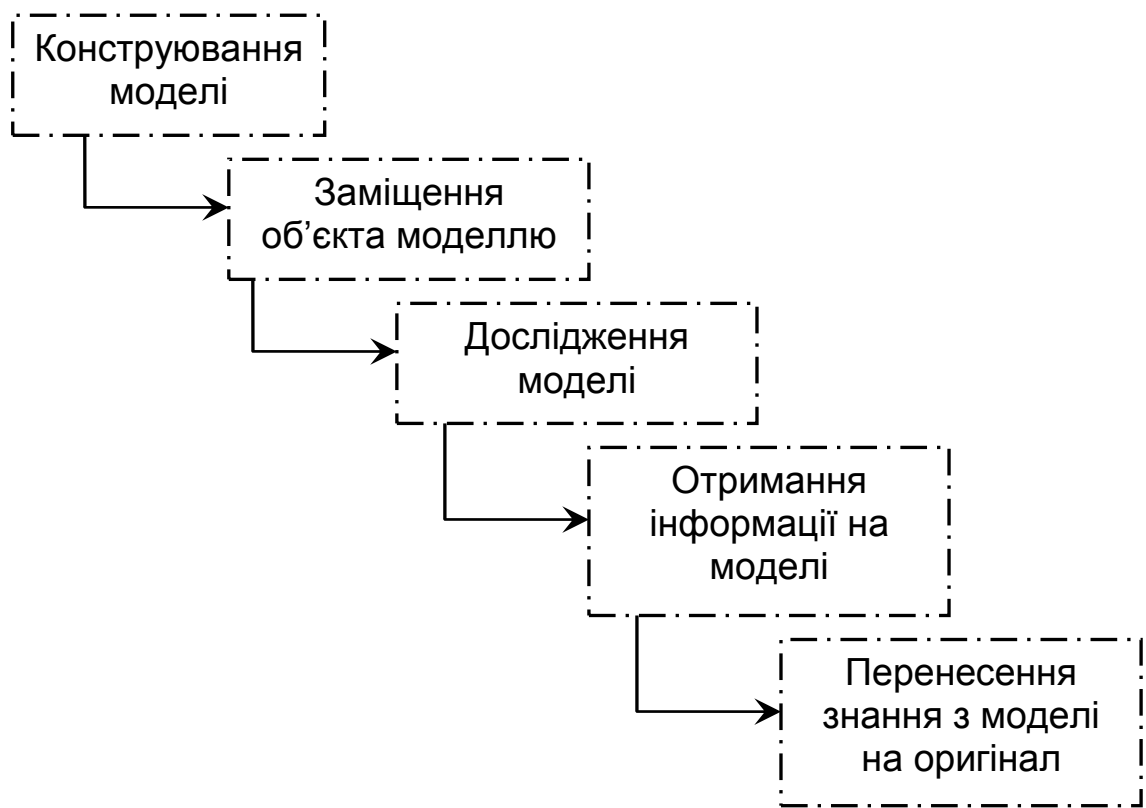 Конструювання
моделі
Заміщення
об’єкта моделлю
Дослідження
моделі
Отримання
інформації на
моделі
Перенесення
знання з моделі
на оригінал